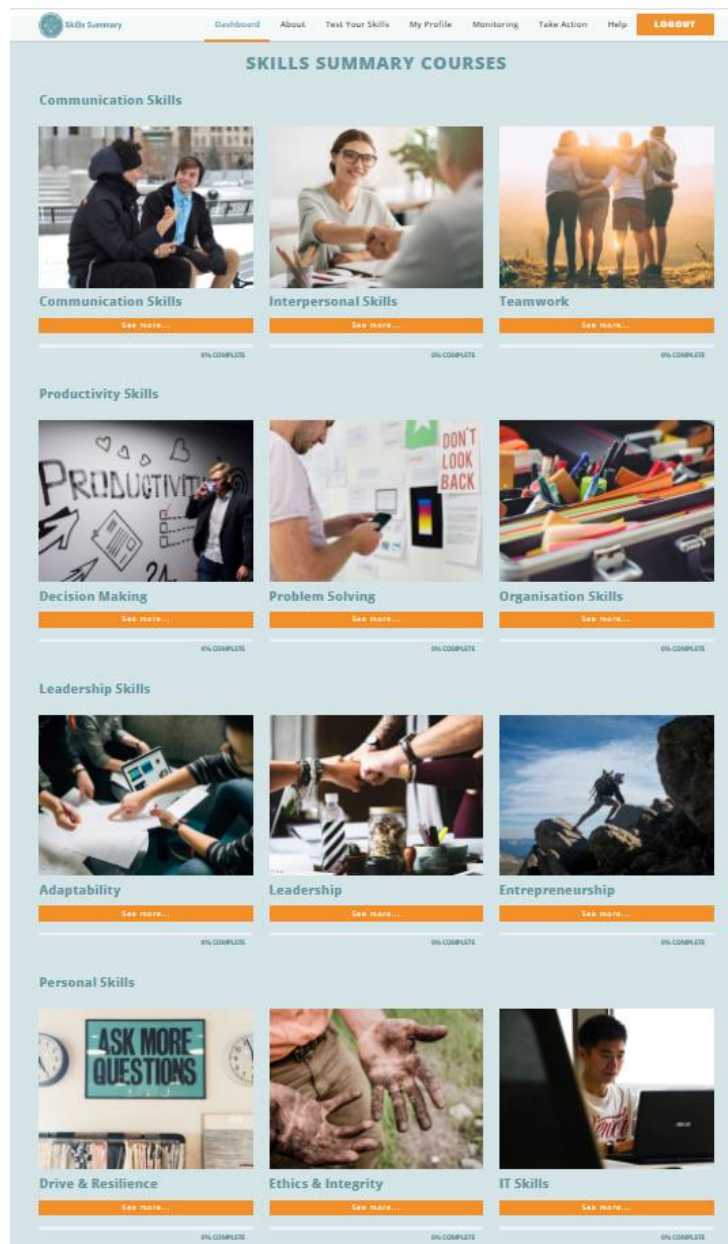 Skills Summary Dashboard About Test Your Skills My Profile Monitoring Take Action Help LOGOUT
SKILLS SUMMARY COURSES
Communication Skills
Communication Skills Interpersonal Skills Teamwork
See more... See more... See more...
0% COMPLETE 0% COMPLETE 0% COMPLETE
Productivity Skills
PRODUCTIVITY
DON'T
LOOK
BACK
Decision Making Problem Solving Organisation Skills
See more... See more... See more...
0% COMPLETE 0% COMPLETE 0% COMPLETE
Leadership Skills
Adaptability Leadership Entrepreneurship
See more... See more... See more...
0% COMPLETE 0% COMPLETE 0% COMPLETE
Personal Skills
ASK MORE
QUESTIONS
Drive & Resilience Ethics & Integrity IT Skills
See more... See more... See more...
0% COMPLETE 0% COMPLETE 0% COMPLETE